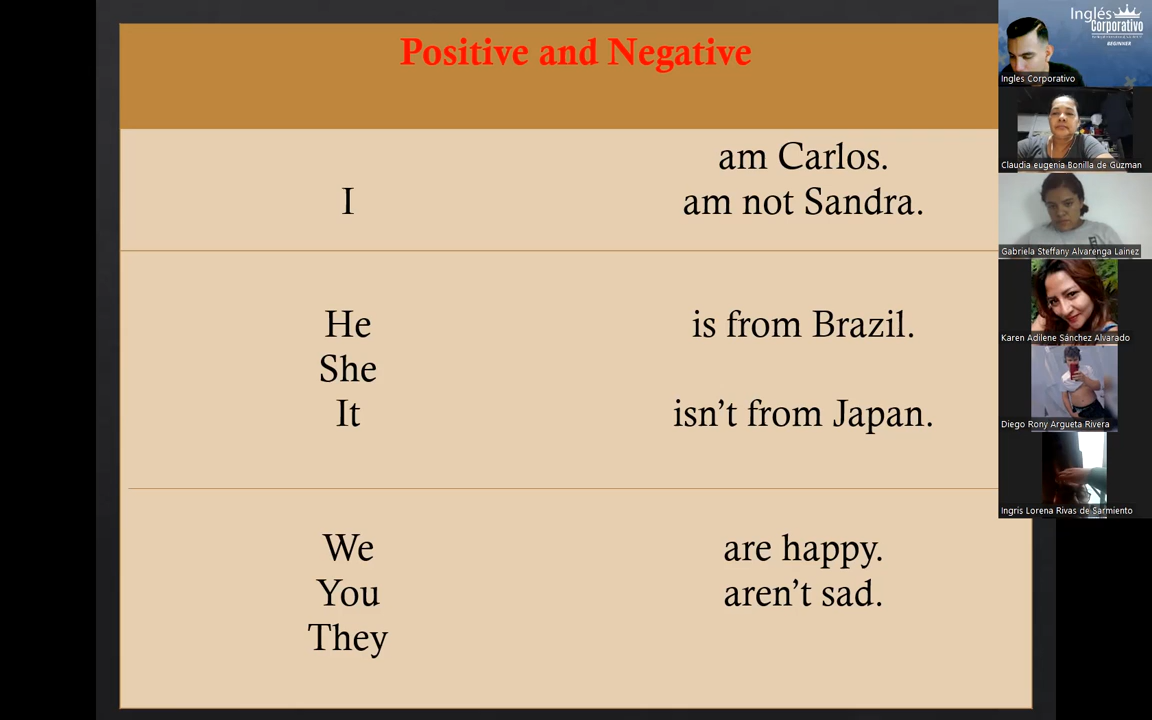 Positive and Negative
am Carlos.
I
am not Sandra.
He
is from Brazil.
She
It
isn’t from Japan.
We
are happy.
You
aren’t sad.
They
Inglés
Corporativo
BEGINNER
Ingles Corporativo
Claudia eugenia Bonilla de Guzman
Gabriela Steffany Alvarenga Lainez
Karen Adilene Sánchez Alvarado
Diego Rony Argueta Rivera
Ingris Lorena Rivas de Sarmiento